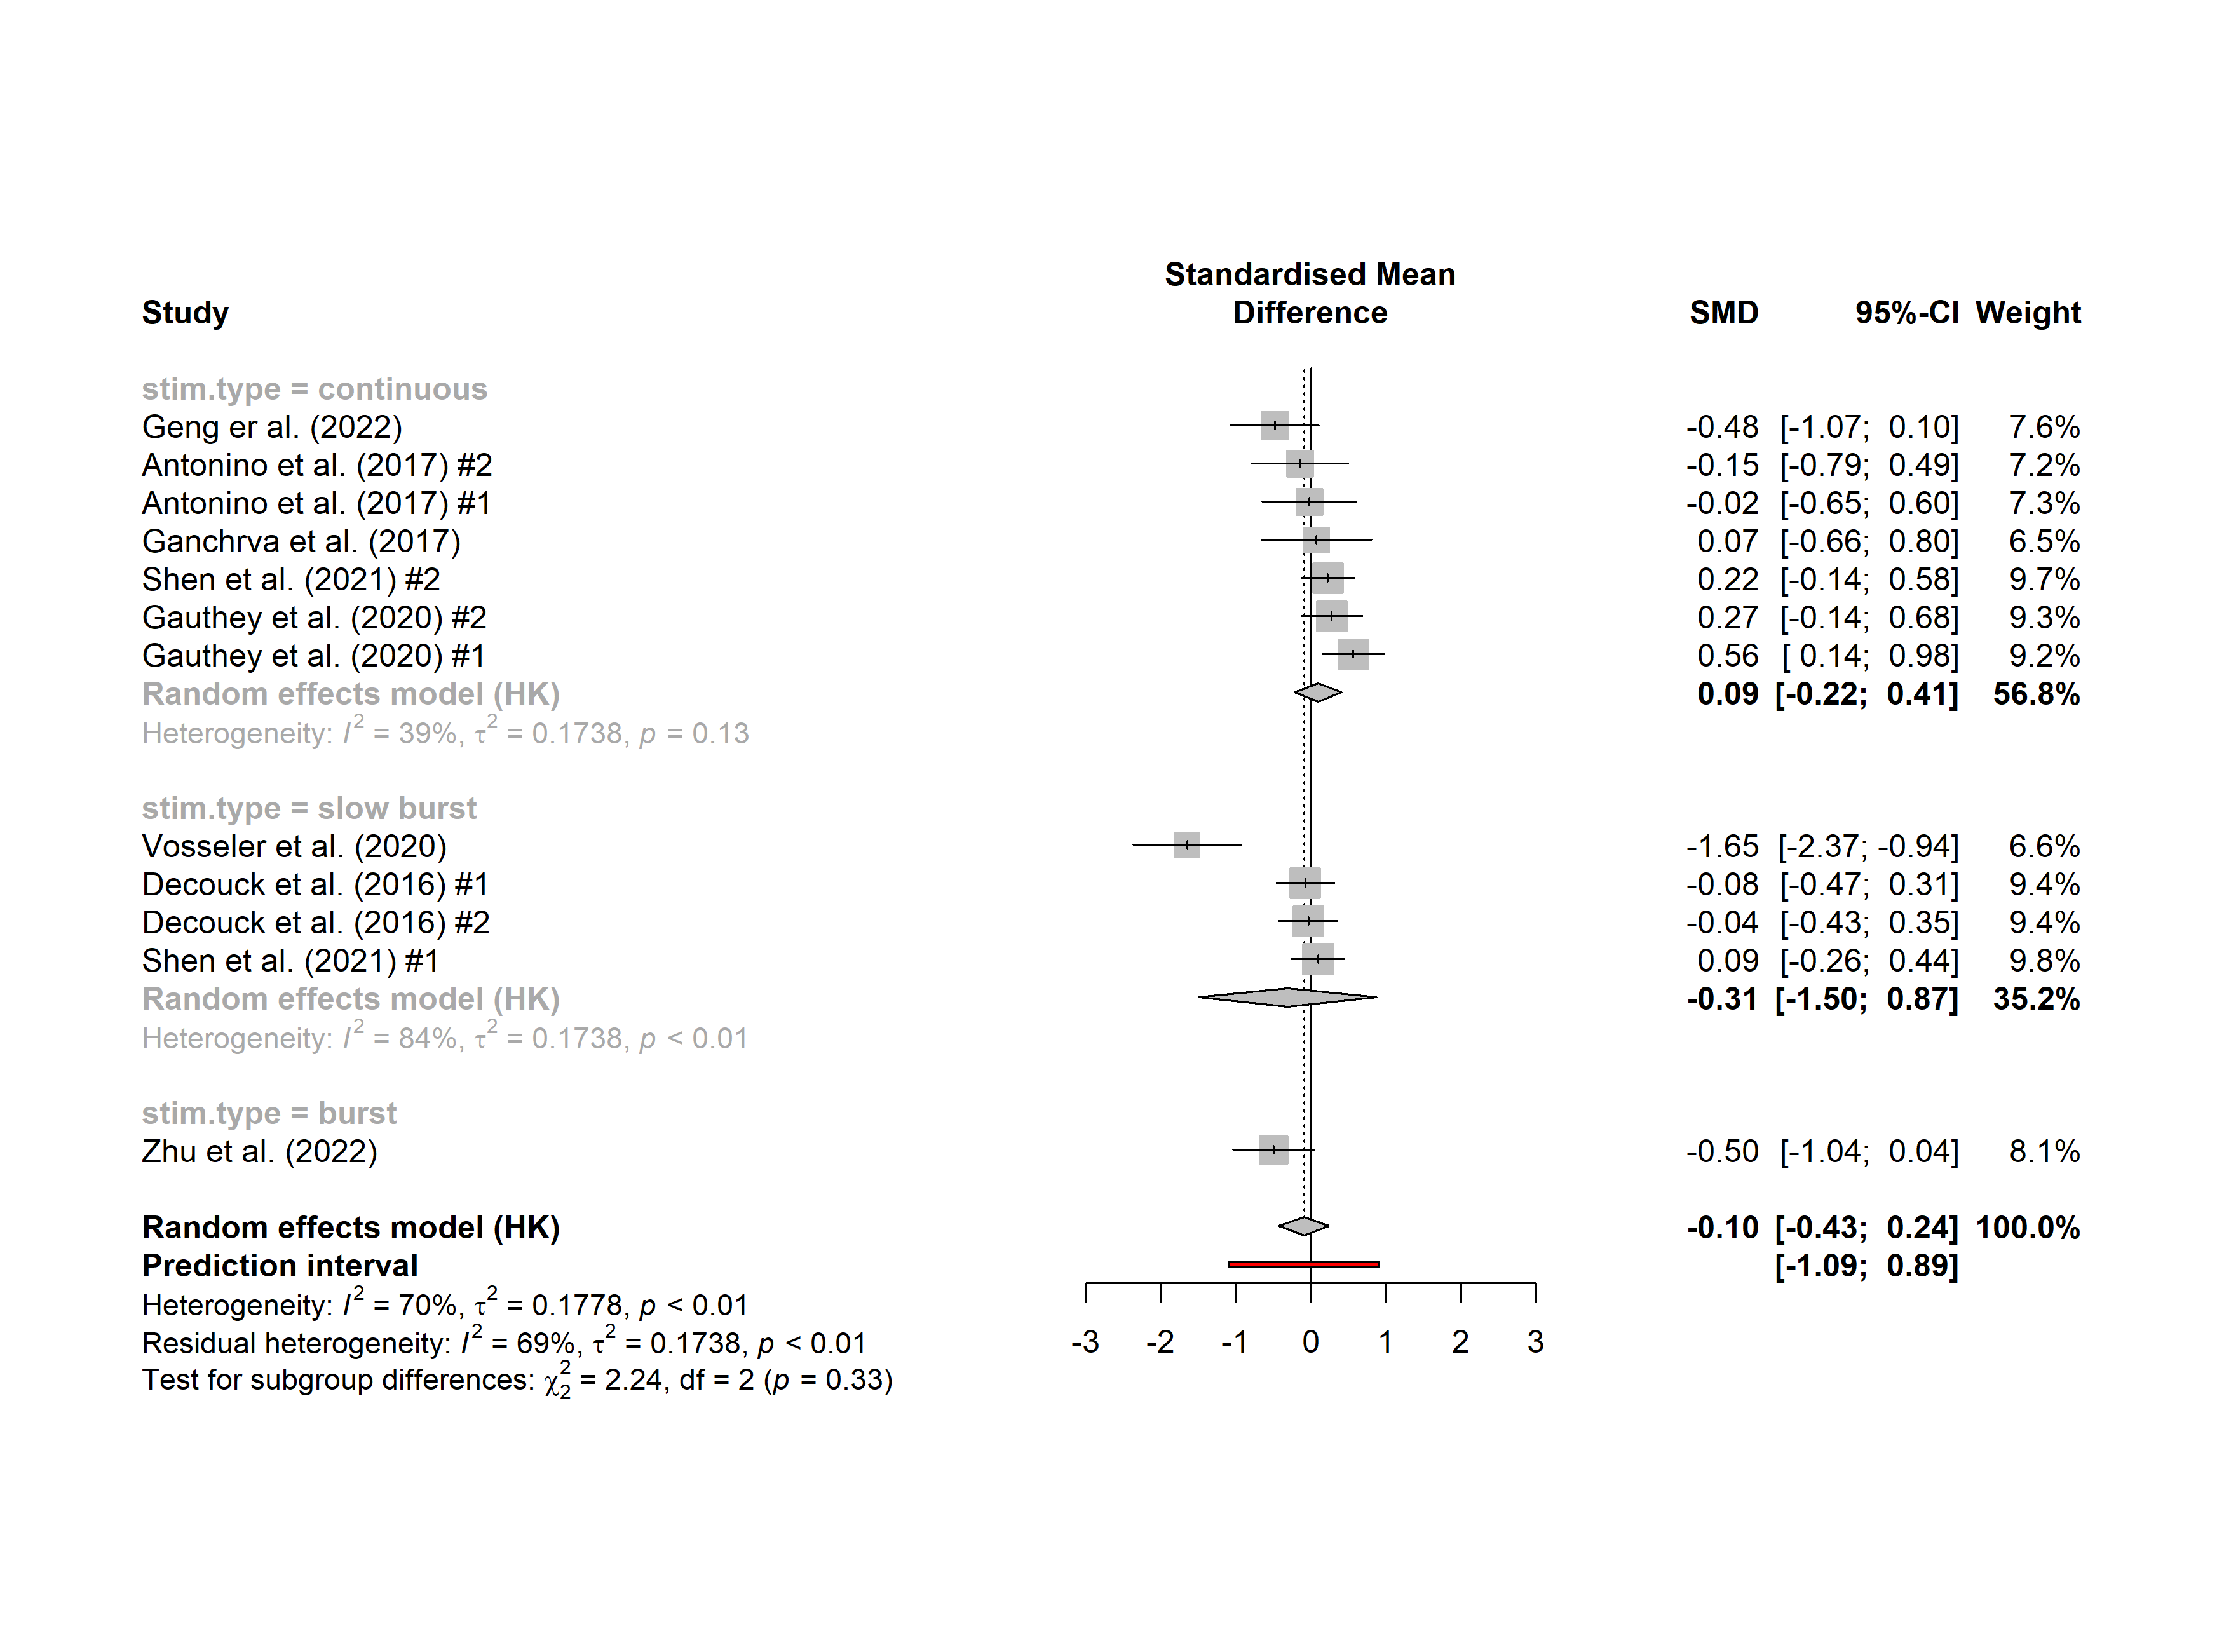 Standardised Mean
Study Difference SMD 95%-CI Weight
stim.type = continuous
Geng er al. (2022) -0.48 [-1.07; 0.10] 7.6%
Antonino et al. (2017) #2 -0.15 [-0.79; 0.49] 7.2%
Antonino et al. (2017) #1 -0.02 [-0.65; 0.60] 7.3%
Ganchrva et al. (2017) 0.07 [-0.66; 0.80] 6.5%
Shen et al. (2021) #2 0.22 [-0.14; 0.58] 9.7%
Gauthey et al. (2020) #2 0.27 [-0.14; 0.68] 9.3%
Gauthey et al. (2020) #1 0.56 [ 0.14; 0.98] 9.2%
Random effects model (HK) 0.09 [-0.22; 0.41] 56.8%
Heterogeneity: I² = 39%, τ² = 0.1738, p = 0.13
stim.type = slow burst
Vosseler et al. (2020) -1.65 [-2.37; -0.94] 6.6%
Decouck et al. (2016) #1 -0.08 [-0.47; 0.31] 9.4%
Decouck et al. (2016) #2 -0.04 [-0.43; 0.35] 9.4%
Shen et al. (2021) #1 0.09 [-0.26; 0.44] 9.8%
Random effects model (HK) -0.31 [-1.50; 0.87] 35.2%
Heterogeneity: I² = 84%, τ² = 0.1738, p < 0.01
stim.type = burst
Zhu et al. (2022) -0.50 [-1.04; 0.04] 8.1%
Random effects model (HK) -0.10 [-0.43; 0.24] 100.0%
Prediction interval [-1.09; 0.89]
Heterogeneity: I² = 70%, τ² = 0.1778, p < 0.01
Residual heterogeneity: I² = 69%, τ² = 0.1738, p < 0.01
-3 -2 -1 0 1 2 3
Test for subgroup differences: χ²₂ = 2.24, df = 2 (p = 0.33)